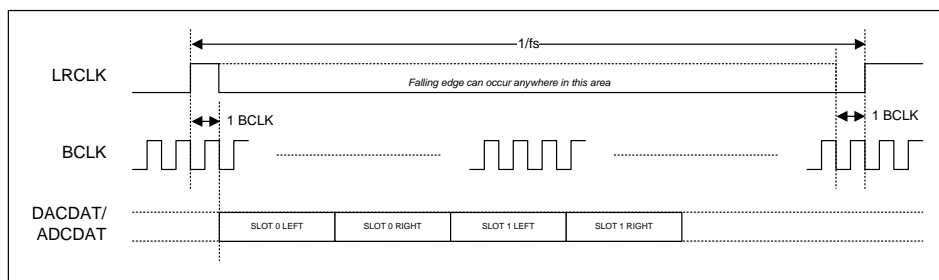 1/fs
LRCLK
Falling edge can occur anywhere in this area
1 BCLK
1 BCLK
BCLK
DACDAT/
ADCDAT
SLOT 0 LEFT
SLOT 0 RIGHT
SLOT 1 LEFT
SLOT 1 RIGHT